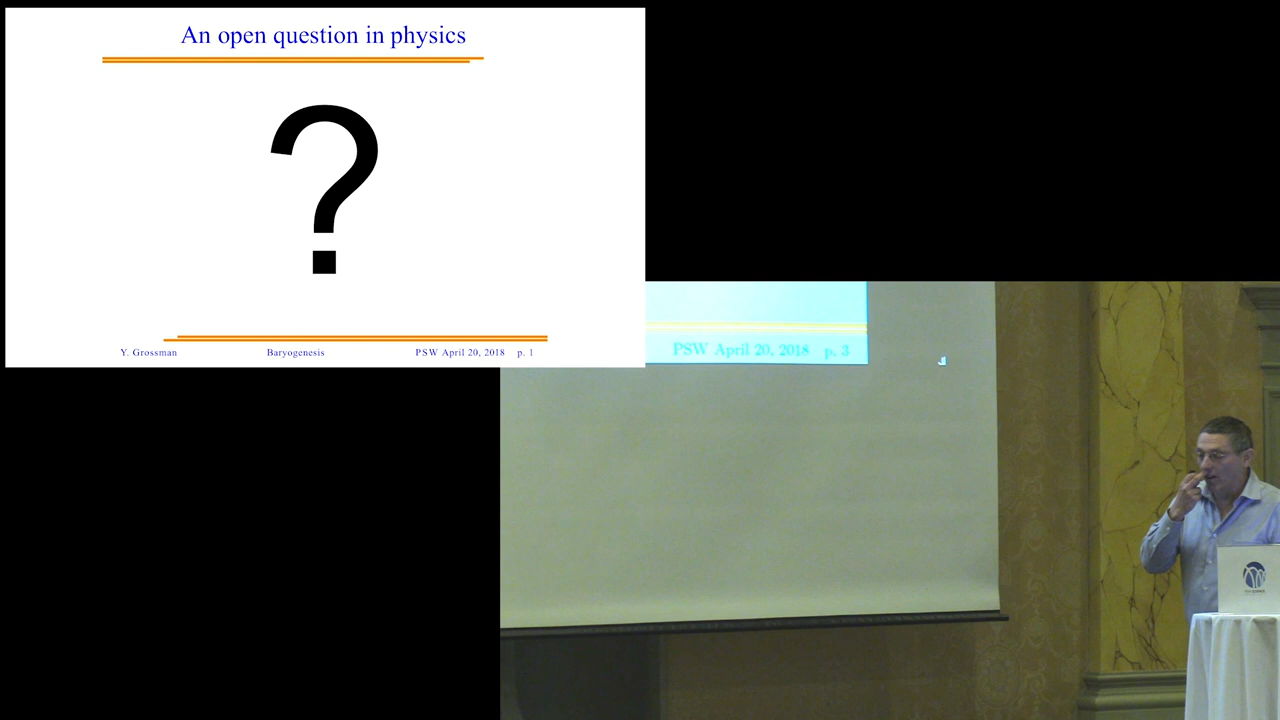 An open question in physics
?
Y. Grossman Baryogenesis PSW April 20, 2018 p. 1
PSW April 20, 2018 p. 3